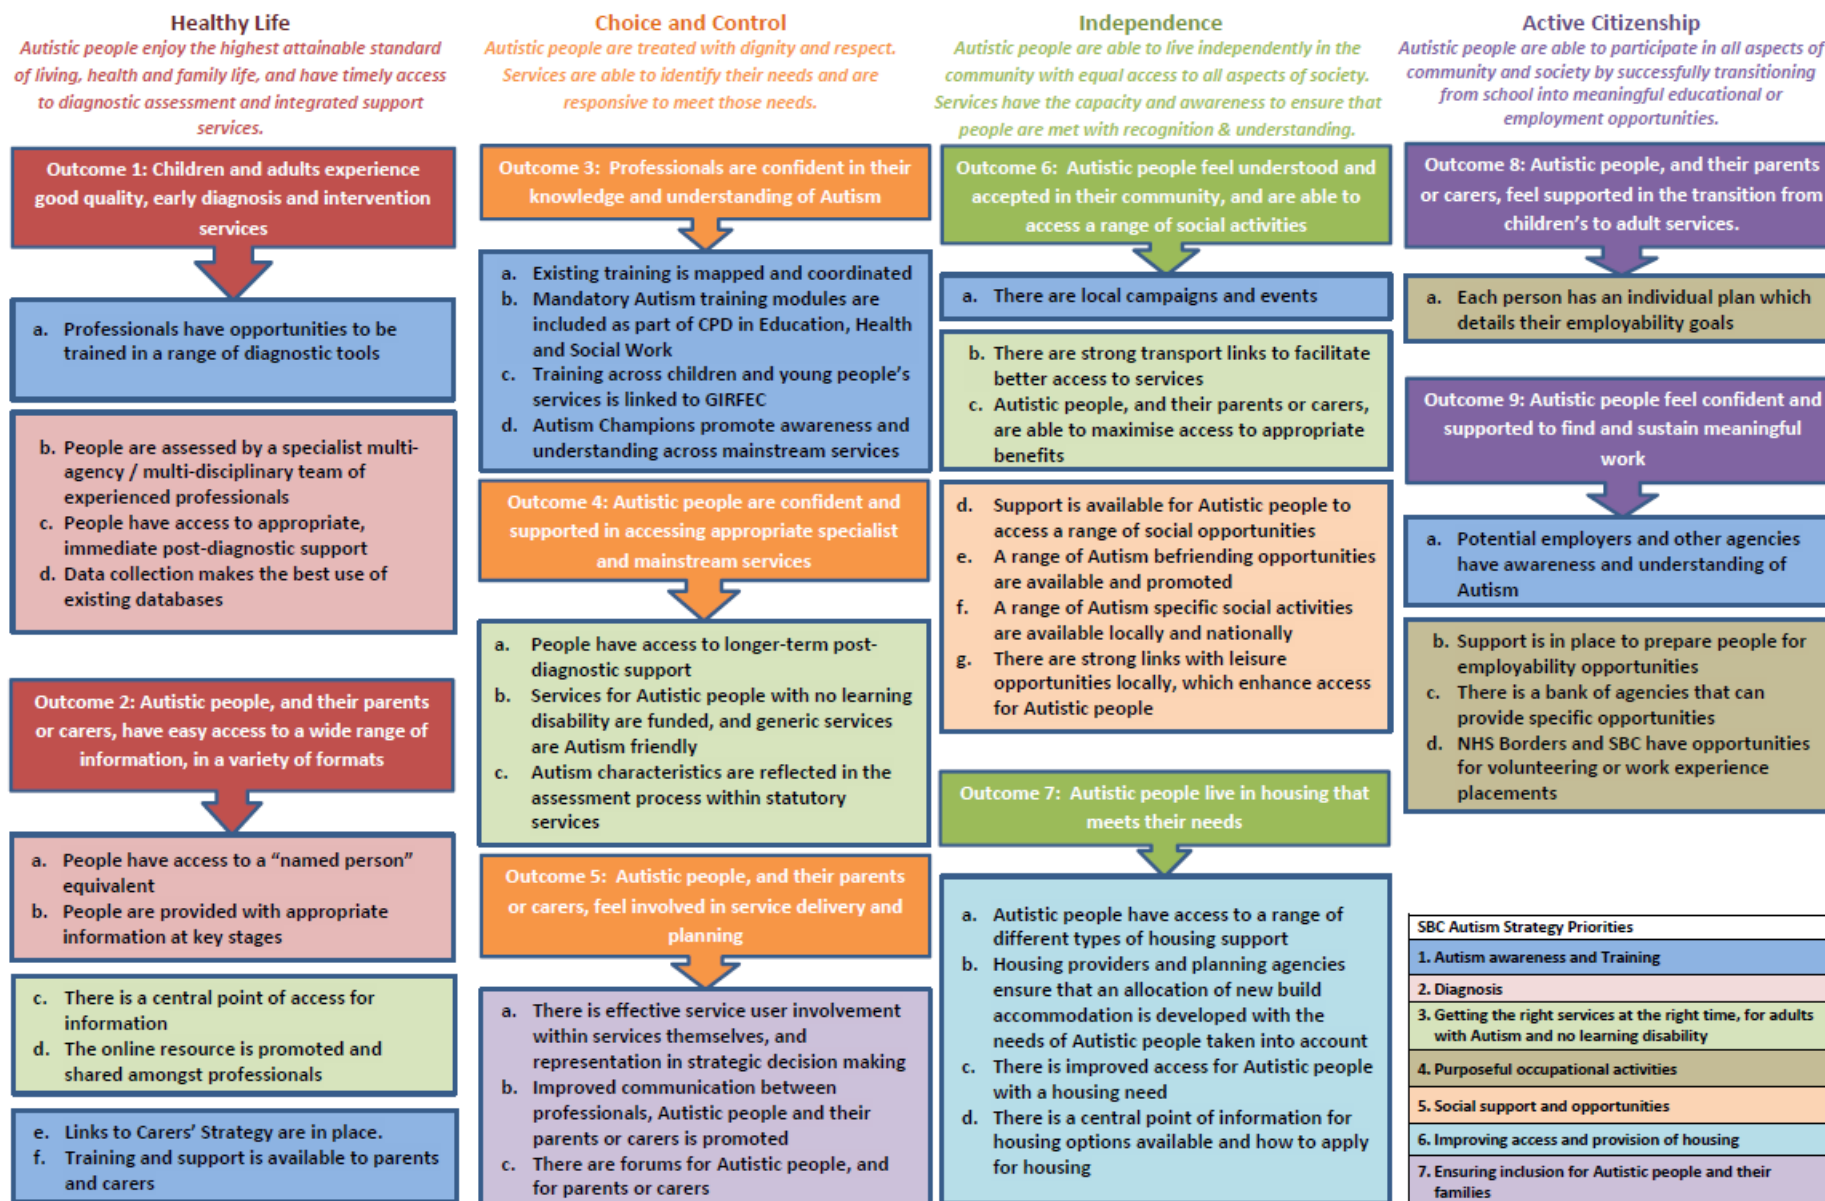 Healthy Life
Autistic people enjoy the highest attainable standard
of living, health and family life, and have timely access
to diagnostic assessment and integrated support
services.
Outcome 1: Children and adults experience
good quality, early diagnosis and intervention
services
a. Professionals have opportunities to be
trained in a range of diagnostic tools
b. People are assessed by a specialist multi-
agency / multi-disciplinary team of
experienced professionals
c. People have access to appropriate,
immediate post-diagnostic support
d. Data collection makes the best use of
existing databases
Outcome 2: Autistic people, and their parents
or carers, have easy access to a wide range of
information, in a variety of formats
a. People have access to a “named person”
equivalent
b. People are provided with appropriate
information at key stages
c. There is a central point of access for
information
d. The online resource is promoted and
shared amongst professionals
e. Links to Carers’ Strategy are in place.
f. Training and support is available to parents
and carers
Choice and Control
Autistic people are treated with dignity and respect.
Services are able to identify their needs and are
responsive to meet those needs.
Outcome 3: Professionals are confident in their
knowledge and understanding of Autism
a. Existing training is mapped and coordinated
b. Mandatory Autism training modules are
included as part of CPD in Education, Health
and Social Work
c. Training across children and young people’s
services is linked to GIRFEC
d. Autism Champions promote awareness and
understanding across mainstream services
Outcome 4: Autistic people are confident and
supported in accessing appropriate specialist
and mainstream services
a. People have access to longer-term post-
diagnostic support
b. Services for Autistic people with no learning
disability are funded, and generic services
are Autism friendly
c. Autism characteristics are reflected in the
assessment process within statutory
services
Outcome 5: Autistic people, and their parents
or carers, feel involved in service delivery and
planning
a. There is effective service user involvement
within services themselves, and
representation in strategic decision making
b. Improved communication between
professionals, Autistic people and their
parents or carers is promoted
c. There are forums for Autistic people, and
for parents or carers
Independence
Autistic people are able to live independently in the
community with equal access to all aspects of society.
Services have the capacity and awareness to ensure that
people are met with recognition & understanding.
Outcome 6: Autistic people feel understood and
accepted in their community, and are able to
access a range of social activities
a. There are local campaigns and events
b. There are strong transport links to facilitate
better access to services
c. Autistic people, and their parents or carers,
are able to maximise access to appropriate
benefits
d. Support is available for Autistic people to
access a range of social opportunities
e. A range of Autism befriending opportunities
are available and promoted
f. A range of Autism specific social activities
are available locally and nationally
g. There are strong links with leisure
opportunities locally, which enhance access
for Autistic people
Outcome 7: Autistic people live in housing that
meets their needs
a. Autistic people have access to a range of
different types of housing support
b. Housing providers and planning agencies
ensure that an allocation of new build
accommodation is developed with the
needs of Autistic people taken into account
c. There is improved access for Autistic people
with a housing need
d. There is a central point of information for
housing options available and how to apply
for housing
Active Citizenship
Autistic people are able to participate in all aspects of
community and society by successfully transitioning
from school into meaningful educational or
employment opportunities.
Outcome 8: Autistic people, and their parents
or carers, feel supported in the transition from
children’s to adult services.
a. Each person has an individual plan which
details their employability goals
Outcome 9: Autistic people feel confident and
supported to find and sustain meaningful
work
a. Potential employers and other agencies
have awareness and understanding of
Autism
b. Support is in place to prepare people for
employability opportunities
c. There is a bank of agencies that can
provide specific opportunities
d. NHS Borders and SBC have opportunities
for volunteering or work experience
placements
SBC Autism Strategy Priorities
1. Autism awareness and Training
2. Diagnosis
3. Getting the right services at the right time, for adults
with Autism and no learning disability
4. Purposeful occupational activities
5. Social support and opportunities
6. Improving access and provision of housing
7. Ensuring inclusion for Autistic people and their
families